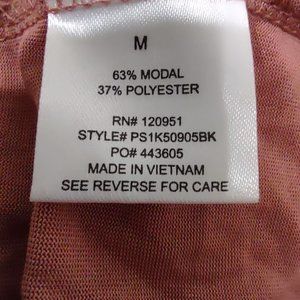 M
63% MODAL
37% POLYESTER
RN# 120951
STYLE# PS1K50905BK
PO# 443605
MADE IN VIETNAM
SEE REVERSE FOR CARE